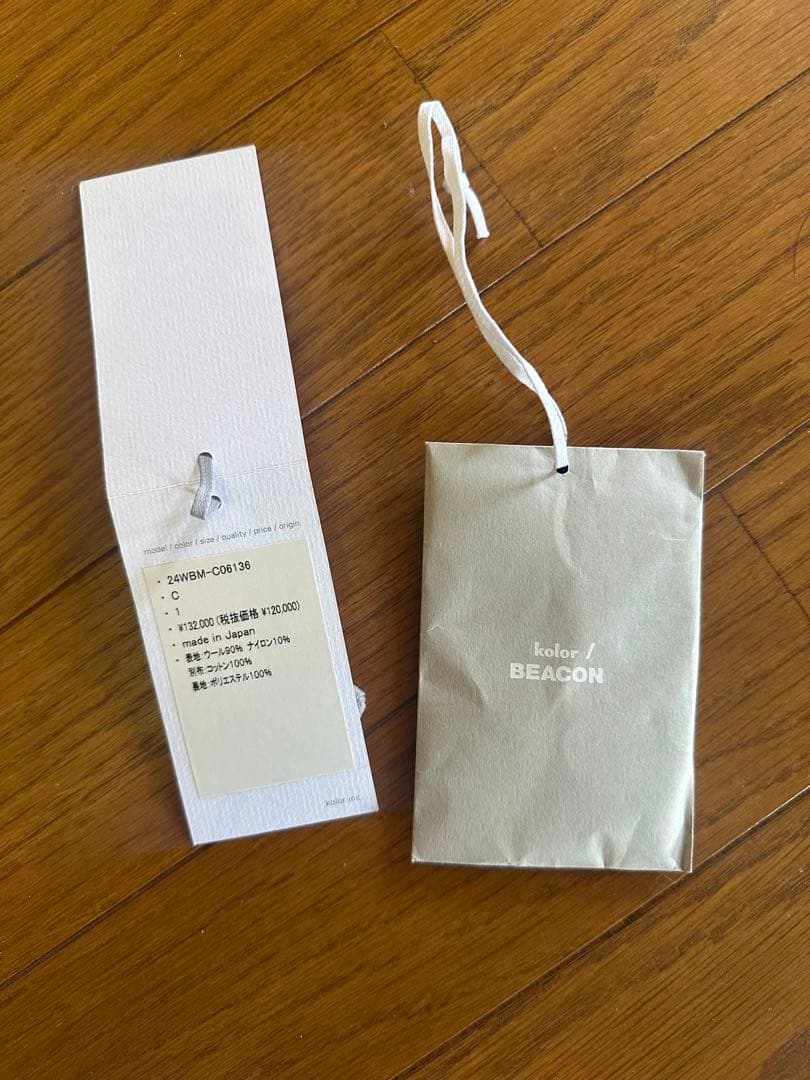 model / color / size / quality / price / origin
・ 24WBM-C06136
・ C
・ 1
・ ¥132,000 (税抜価格 ¥120,000)
・ made in Japan
・ 表地:ウール90% ナイロン10%
別布:コットン100%
裏地:ポリエステル100%
kolor inc.
kolor /
BEACON